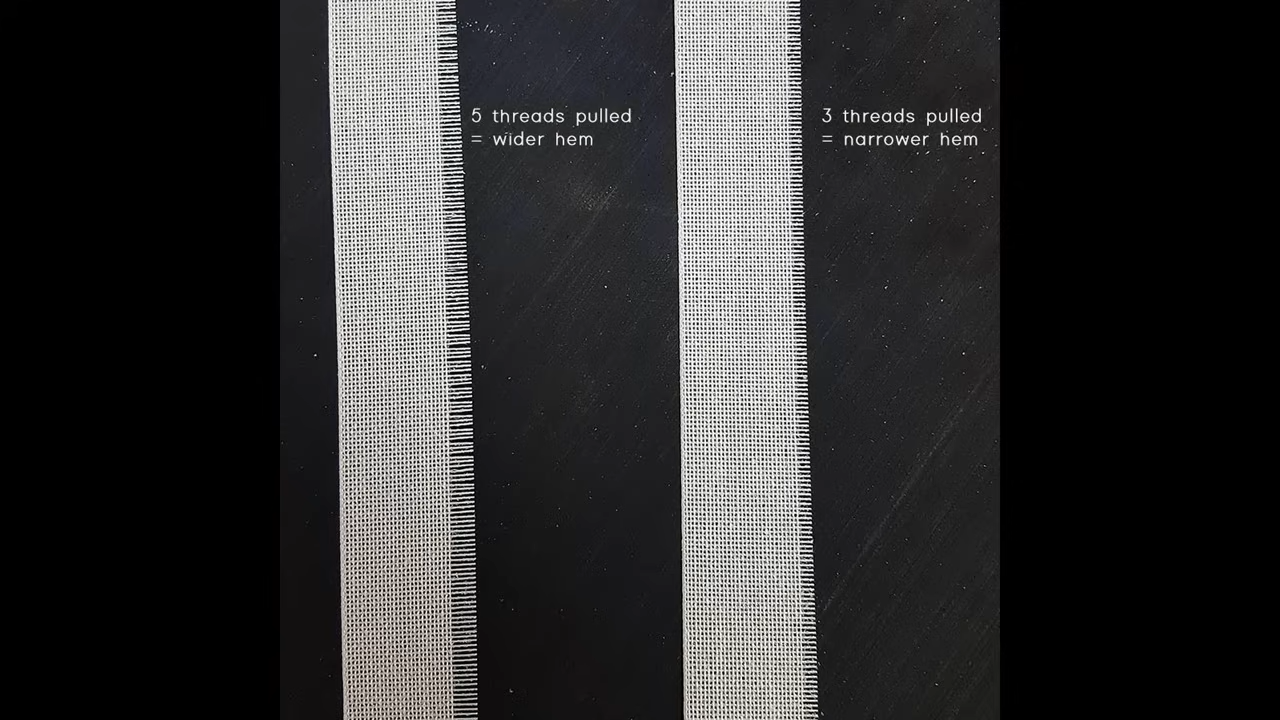 5 threads pulled
= wider hem
3 threads pulled
= narrower hem